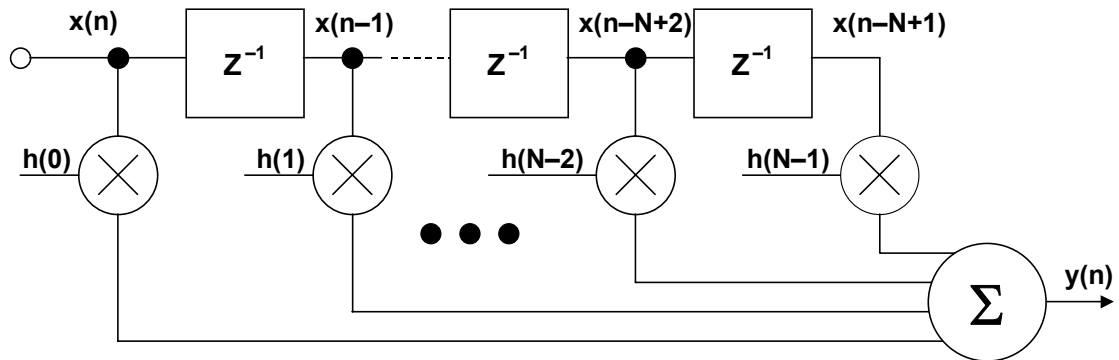 x(n) x(n–1) x(n–N+2) x(n–N+1)
Z⁻¹ Z⁻¹ Z⁻¹
h(0) h(1) h(N–2) h(N–1)
y(n)
Σ